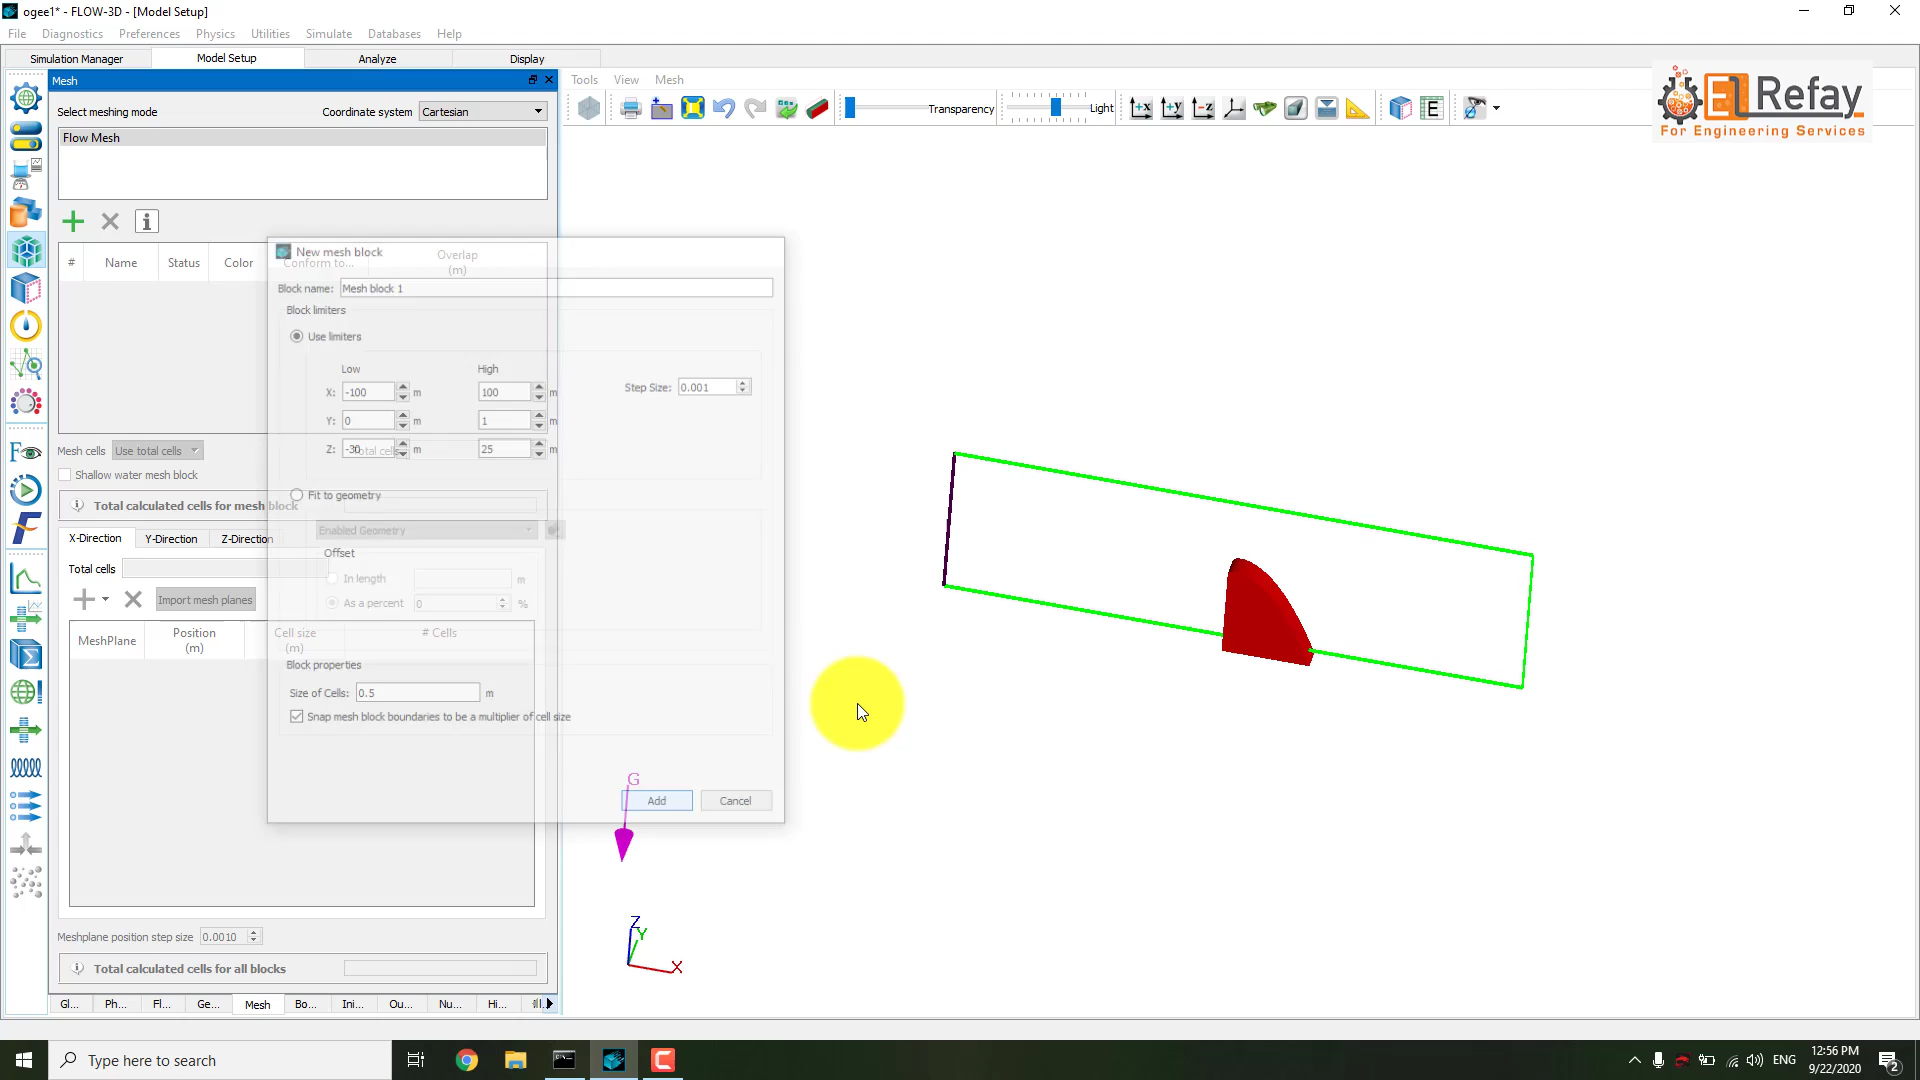 ogee1* - FLOW-3D - [Model Setup]
File Diagnostics Preferences Physics Utilities Simulate Databases Help
Simulation Manager Model Setup Analyze Display
Mesh
Tools View Mesh
Select meshing mode Coordinate system Cartesian
Transparency Light
Refay
For Engineering Services
Flow Mesh
# Name Status Color Conform to... Overlap (m)
New mesh block
Block name: Mesh block 1
Block limiters
Use limiters
Low High
X: -100 m 100 m
Step Size: 0.001
Y: 0 m 1 m
Z: -30 m 25 m
Mesh cells Use total cells
Total cells
Shallow water mesh block
Fit to geometry
Total calculated cells for mesh block
Enabled Geometry
X-Direction Y-Direction Z-Direction
Offset
Total cells
In length m
Import mesh planes
As a percent 0 %
MeshPlane Position (m) Cell size (m) # Cells
Block properties
Size of Cells: 0.5 m
Snap mesh block boundaries to be a multiplier of cell size
G
Add Cancel
Z
Y
X
Meshplane position step size 0.0010
Total calculated cells for all blocks
Gl... Ph... Fl... Ge... Mesh Bo... Ini... Ou... Nu... Hi...
Type here to search
ENG
12:56 PM
9/22/2020
2